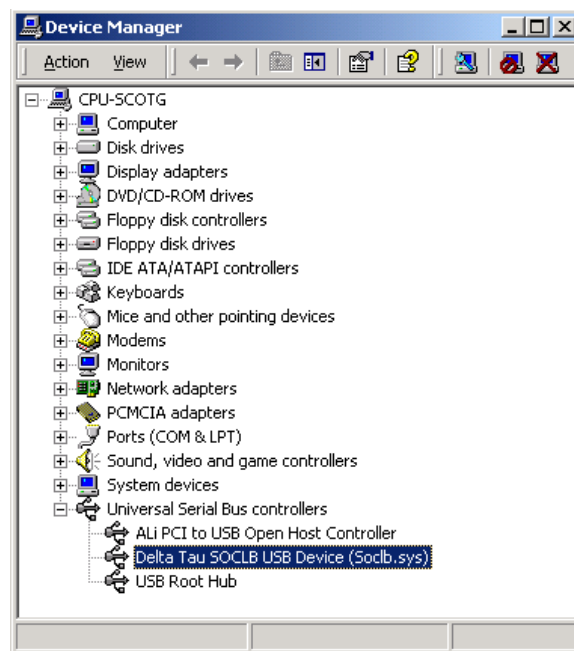 Device Manager
Action View
CPU-SCOTG
Computer
Disk drives
Display adapters
DVD/CD-ROM drives
Floppy disk controllers
Floppy disk drives
IDE ATA/ATAPI controllers
Keyboards
Mice and other pointing devices
Modems
Monitors
Network adapters
PCMCIA adapters
Ports (COM & LPT)
Sound, video and game controllers
System devices
Universal Serial Bus controllers
ALi PCI to USB Open Host Controller
Delta Tau SOCLB USB Device (Soclb.sys)
USB Root Hub